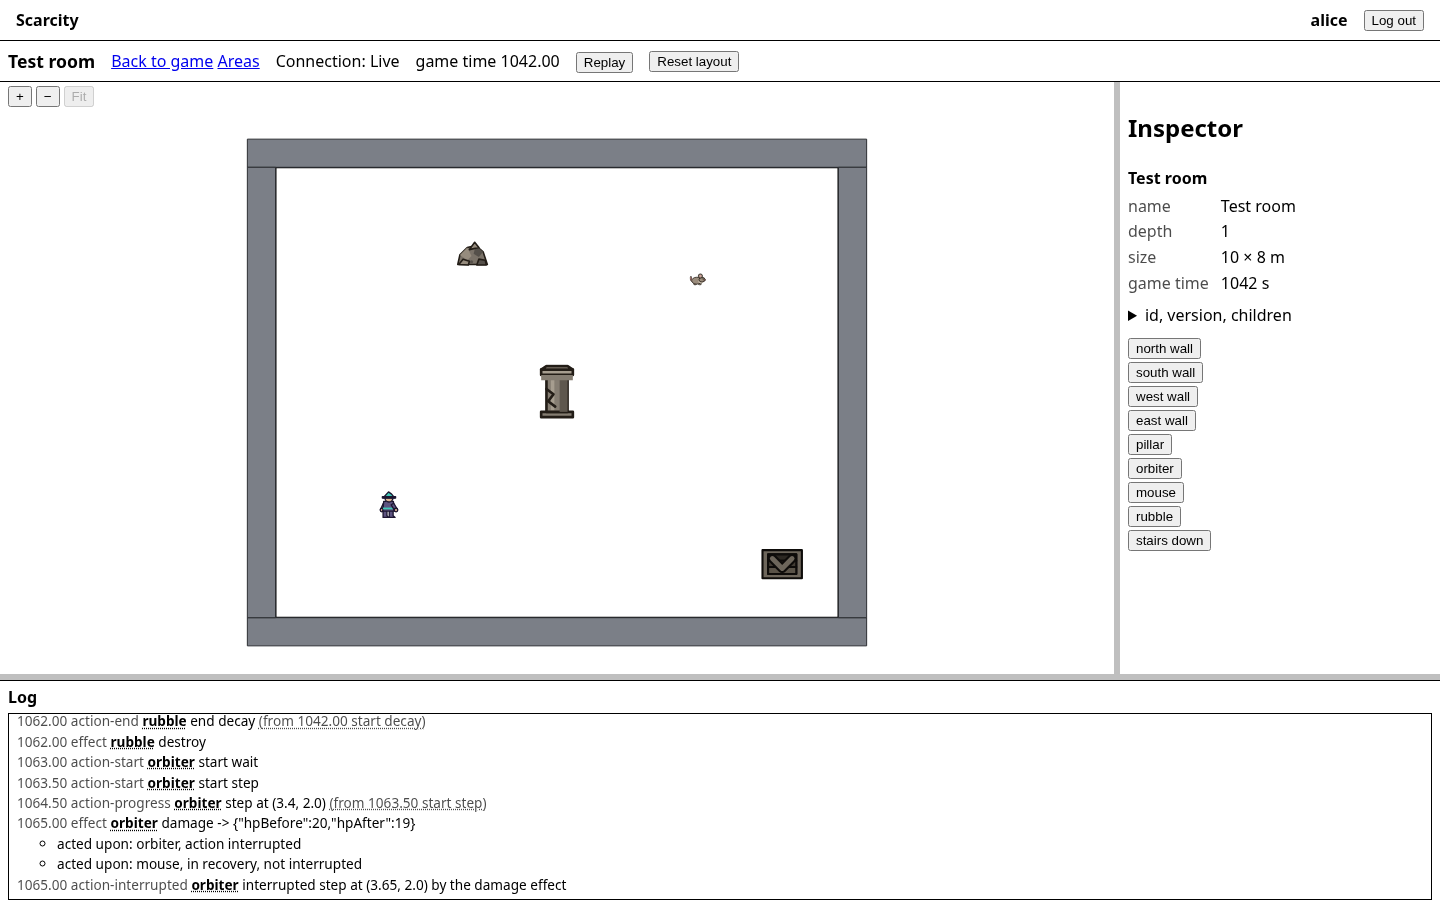 Scarcity
alice
Log out
Test room
Back to game Areas
Connection: Live
game time 1042.00
Replay
Reset layout
+
−
Fit
Inspector
Test room
name Test room
depth 1
size 10 × 8 m
game time 1042 s
id, version, children
north wall
south wall
west wall
east wall
pillar
orbiter
mouse
rubble
stairs down
Log
1062.00 action-end rubble end decay (from 1042.00 start decay)
1062.00 effect rubble destroy
1063.00 action-start orbiter start wait
1063.50 action-start orbiter start step
1064.50 action-progress orbiter step at (3.4, 2.0) (from 1063.50 start step)
1065.00 effect orbiter damage -> {"hpBefore":20,"hpAfter":19}
acted upon: orbiter, action interrupted
acted upon: mouse, in recovery, not interrupted
1065.00 action-interrupted orbiter interrupted step at (3.65, 2.0) by the damage effect